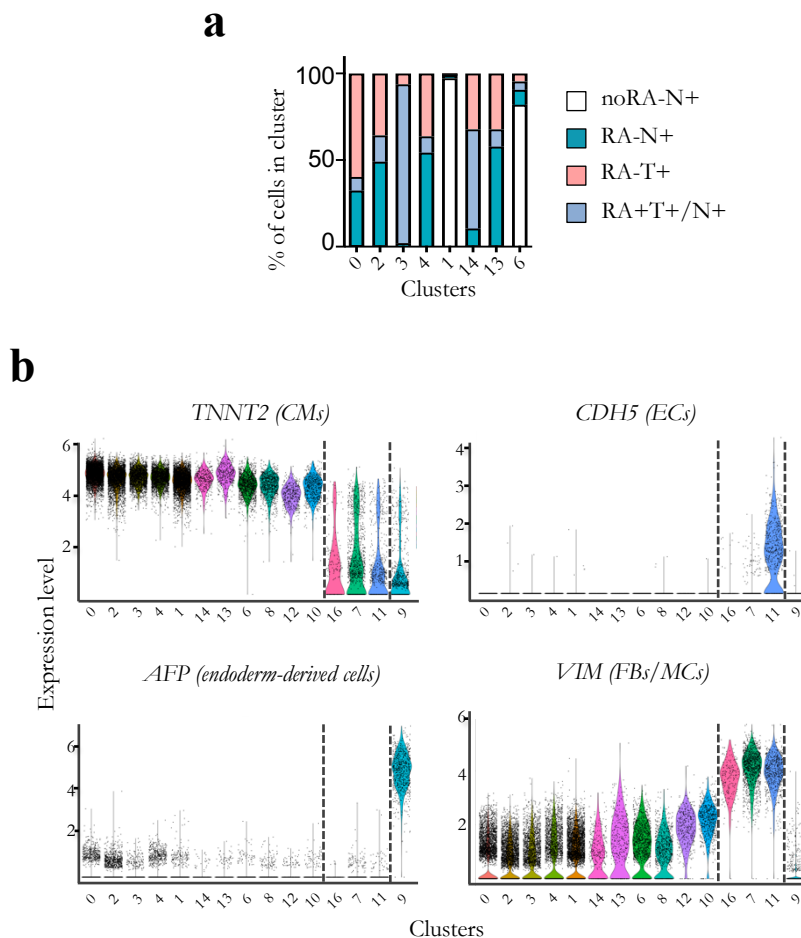 a
% of cells in cluster
100
50
0
0 2 3 4 1 14 13 6
Clusters
noRA-N+
RA-N+
RA-T+
RA+T+/N+
b
Expression level
TNNT2 (CMs)
6
4
2
0 2 3 4 1 14 13 6 8 12 10 16 7 11 9
CDH5 (ECs)
4
3
2
1
0 2 3 4 1 14 13 6 8 12 10 16 7 11 9
AFP (endoderm-derived cells)
6
4
2
0 2 3 4 1 14 13 6 8 12 10 16 7 11 9
VIM (FBs/MCs)
6
4
2
0 2 3 4 1 14 13 6 8 12 10 16 7 11 9
Clusters